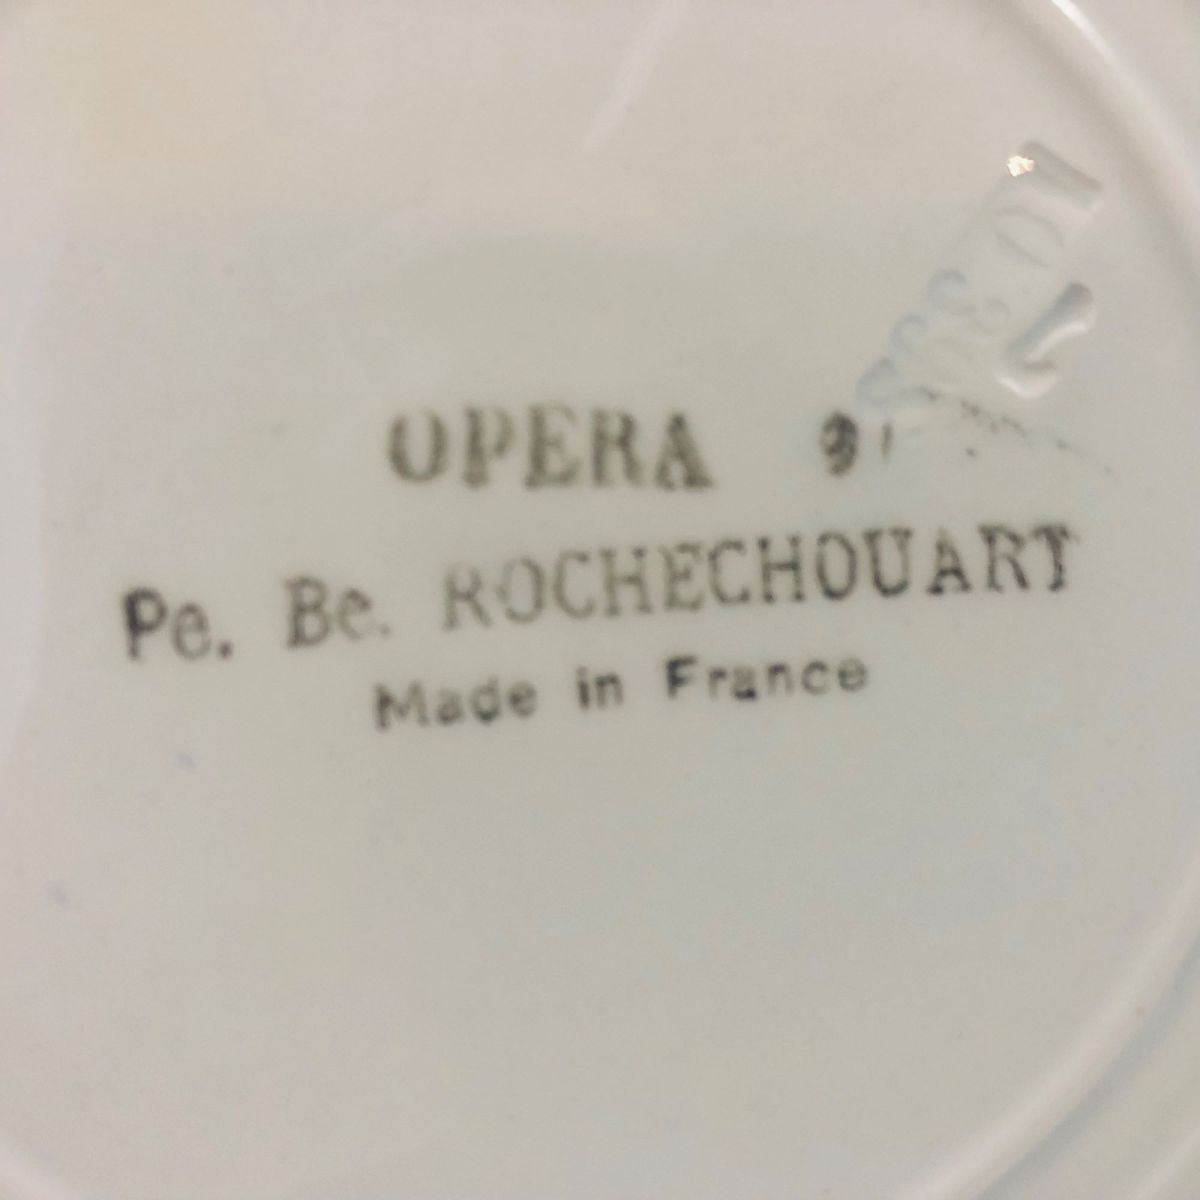 OPERA
Pe. Be. ROCHECHOUART
Made in France